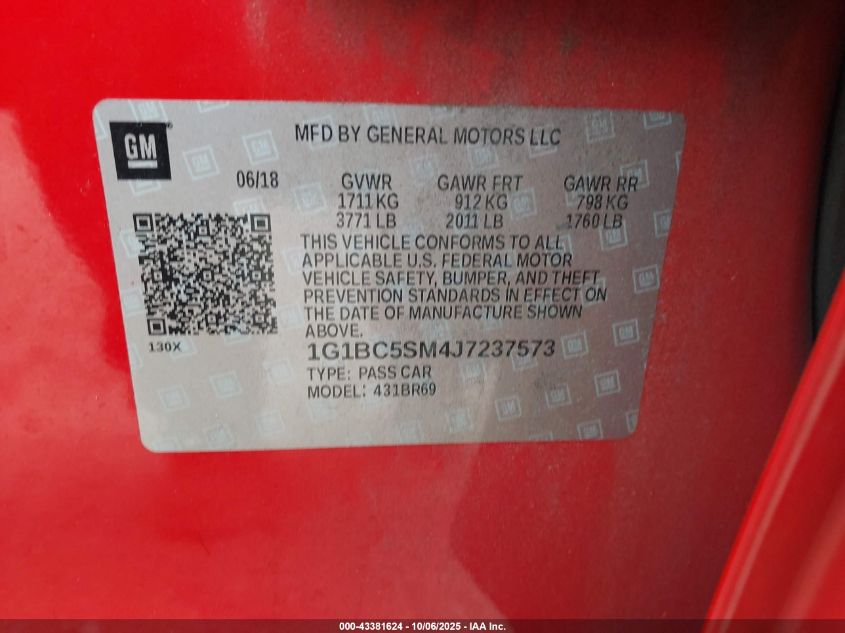 GM
MFD BY GENERAL MOTORS LLC
06/18 GVWR GAWR FRT GAWR RR
1711 KG 912 KG 798 KG
3771 LB 2011 LB 1760 LB
THIS VEHICLE CONFORMS TO ALL
APPLICABLE U.S. FEDERAL MOTOR
VEHICLE SAFETY, BUMPER, AND THEFT
PREVENTION STANDARDS IN EFFECT ON
THE DATE OF MANUFACTURE SHOWN
ABOVE.
130X
1G1BC5SM4J7237573
TYPE: PASS CAR
MODEL: 431BR69
000-43381624 - 10/06/2025 - IAA Inc.